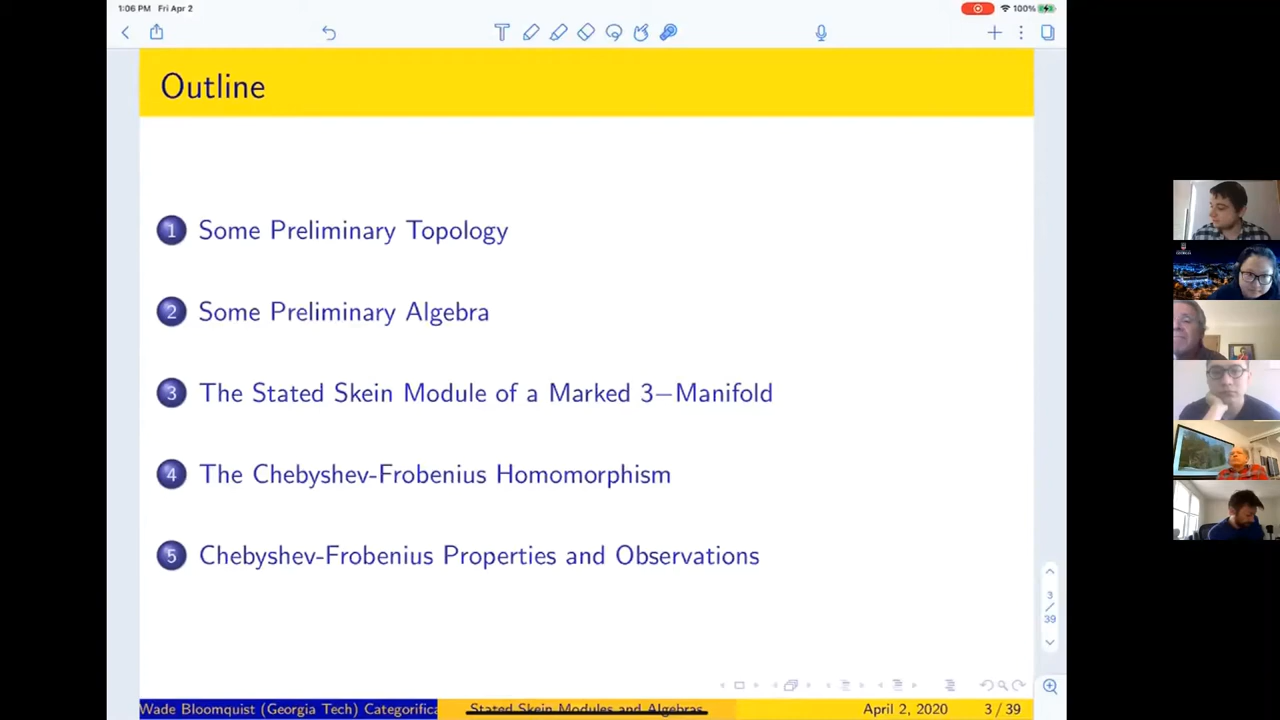 1:06 PM Fri Apr 2
100%
Outline
1 Some Preliminary Topology
2 Some Preliminary Algebra
3 The Stated Skein Module of a Marked 3−Manifold
4 The Chebyshev-Frobenius Homomorphism
5 Chebyshev-Frobenius Properties and Observations
3
/
39
Wade Bloomquist (Georgia Tech) Categorifica
Stated Skein Modules and Algebras
April 2, 2020
3 / 39